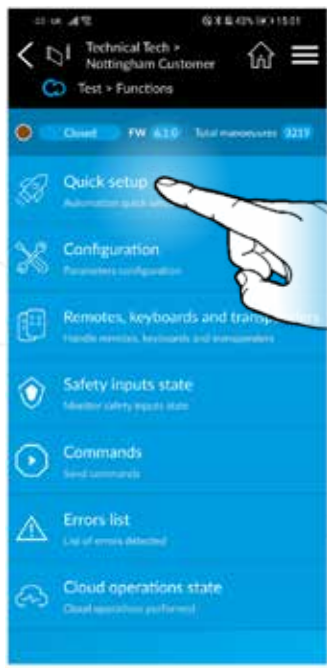 15:01
Technical Tech >
Nottingham Customer
Test > Functions
Closed FW 6.1.0 Total manoeuvres 3219
Quick setup
Automation quick
Configuration
Parameters configuration
Remotes, keyboards and transponders
Handle remotes, keyboards and transponders
Safety inputs state
Monitor safety inputs state
Commands
Send commands
Errors list
List of errors detected
Cloud operations state
Cloud operations performed